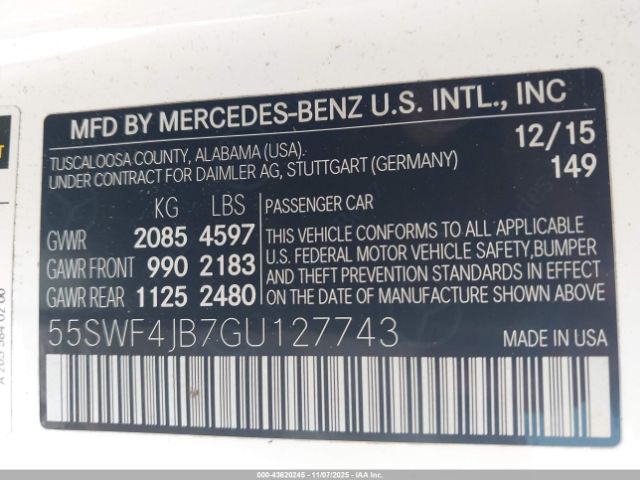 MFD BY MERCEDES-BENZ U.S. INTL., INC
TUSCALOOSA COUNTY, ALABAMA (USA).
UNDER CONTRACT FOR DAIMLER AG, STUTTGART (GERMANY)
12/15
149
KG LBS
GVWR 2085 4597
GAWR FRONT 990 2183
GAWR REAR 1125 2480
PASSENGER CAR
THIS VEHICLE CONFORMS TO ALL APPLICABLE
U.S. FEDERAL MOTOR VEHICLE SAFETY,BUMPER
AND THEFT PREVENTION STANDARDS IN EFFECT
ON THE DATE OF MANUFACTURE SHOWN ABOVE.
55SWF4JB7GU127743
MADE IN USA
000-43620245 - 11/07/2025 - IAAI.COM